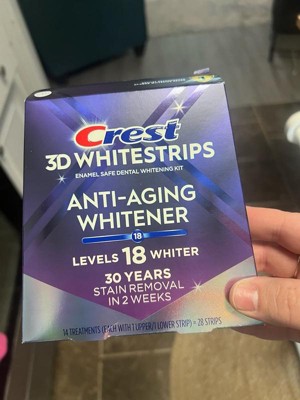 Crest
3D WHITESTRIPS
ENAMEL SAFE DENTAL WHITENING KIT
ANTI-AGING
WHITENER
18
LEVELS 18 WHITER
30 YEARS
STAIN REMOVAL
IN 2 WEEKS
14 TREATMENTS (EACH WITH 1 UPPER/1 LOWER STRIP) = 28 STRIPS